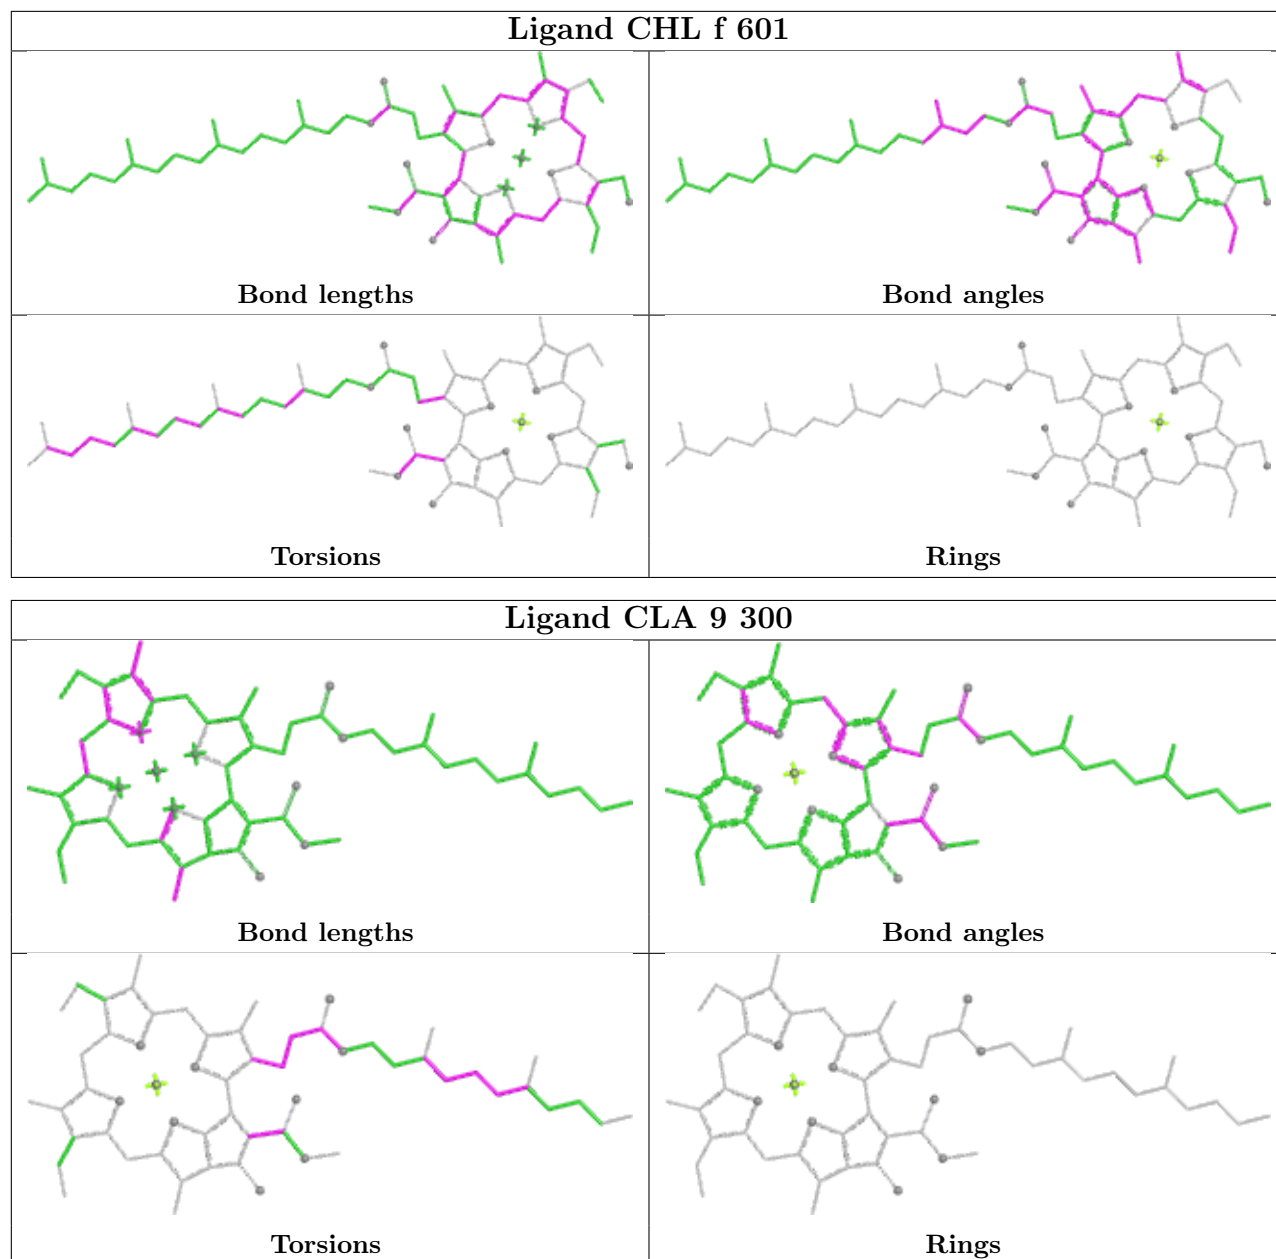 Ligand CHL f 601
Bond lengths
Bond angles
Torsions
Rings
Ligand CLA 9 300
Bond lengths
Bond angles
Torsions
Rings